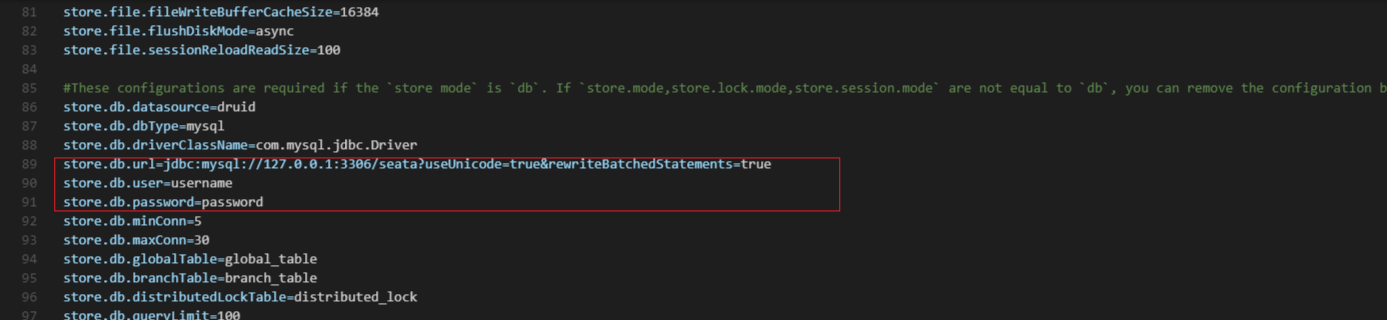 81 store.file.fileWriteBufferCacheSize=16384
82 store.file.flushDiskMode=async
83 store.file.sessionReloadReadSize=100
84
85 #These configurations are required if the `store mode` is `db`. If `store.mode,store.lock.mode,store.session.mode` are not equal to `db`, you can remove the configuration b
86 store.db.datasource=druid
87 store.db.dbType=mysql
88 store.db.driverClassName=com.mysql.jdbc.Driver
89 store.db.url=jdbc:mysql://127.0.0.1:3306/seata?useUnicode=true&rewriteBatchedStatements=true
90 store.db.user=username
91 store.db.password=password
92 store.db.minConn=5
93 store.db.maxConn=30
94 store.db.globalTable=global_table
95 store.db.branchTable=branch_table
96 store.db.distributedLockTable=distributed_lock
97 store.db.queryLimit=100